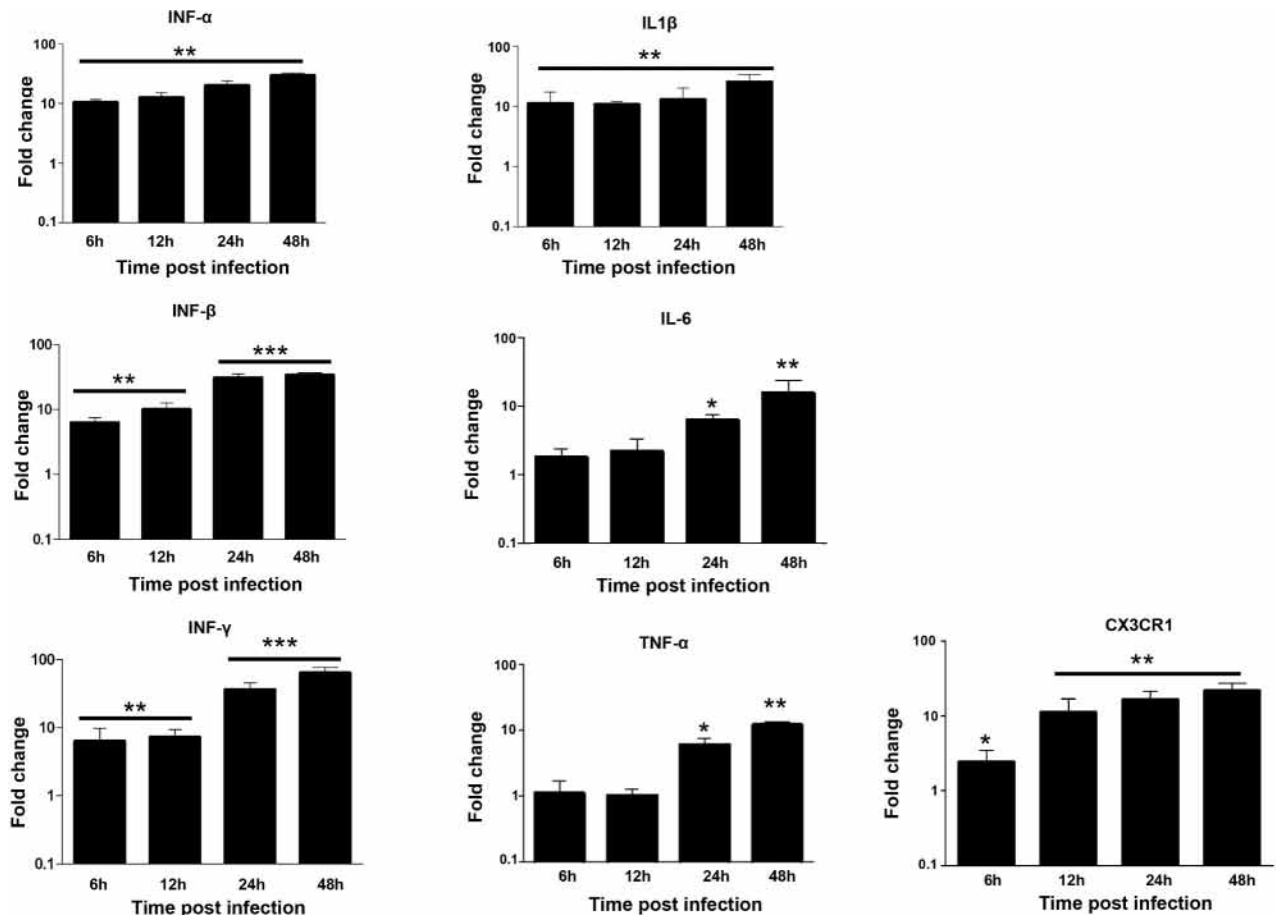 INF-α
100
10
1
0.1
Fold change
**
6h 12h 24h 48h
Time post infection
IL1β
100
10
1
0.1
Fold change
**
6h 12h 24h 48h
Time post infection
INF-β
100
10
1
0.1
Fold change
** ***
6h 12h 24h 48h
Time post infection
IL-6
100
10
1
0.1
Fold change
* **
6h 12h 24h 48h
Time post infection
INF-γ
100
10
1
0.1
Fold change
** ***
6h 12h 24h 48h
Time post infection
TNF-α
100
10
1
0.1
Fold change
* **
6h 12h 24h 48h
Time post infection
CX3CR1
100
10
1
0.1
Fold change
* **
6h 12h 24h 48h
Time post infection